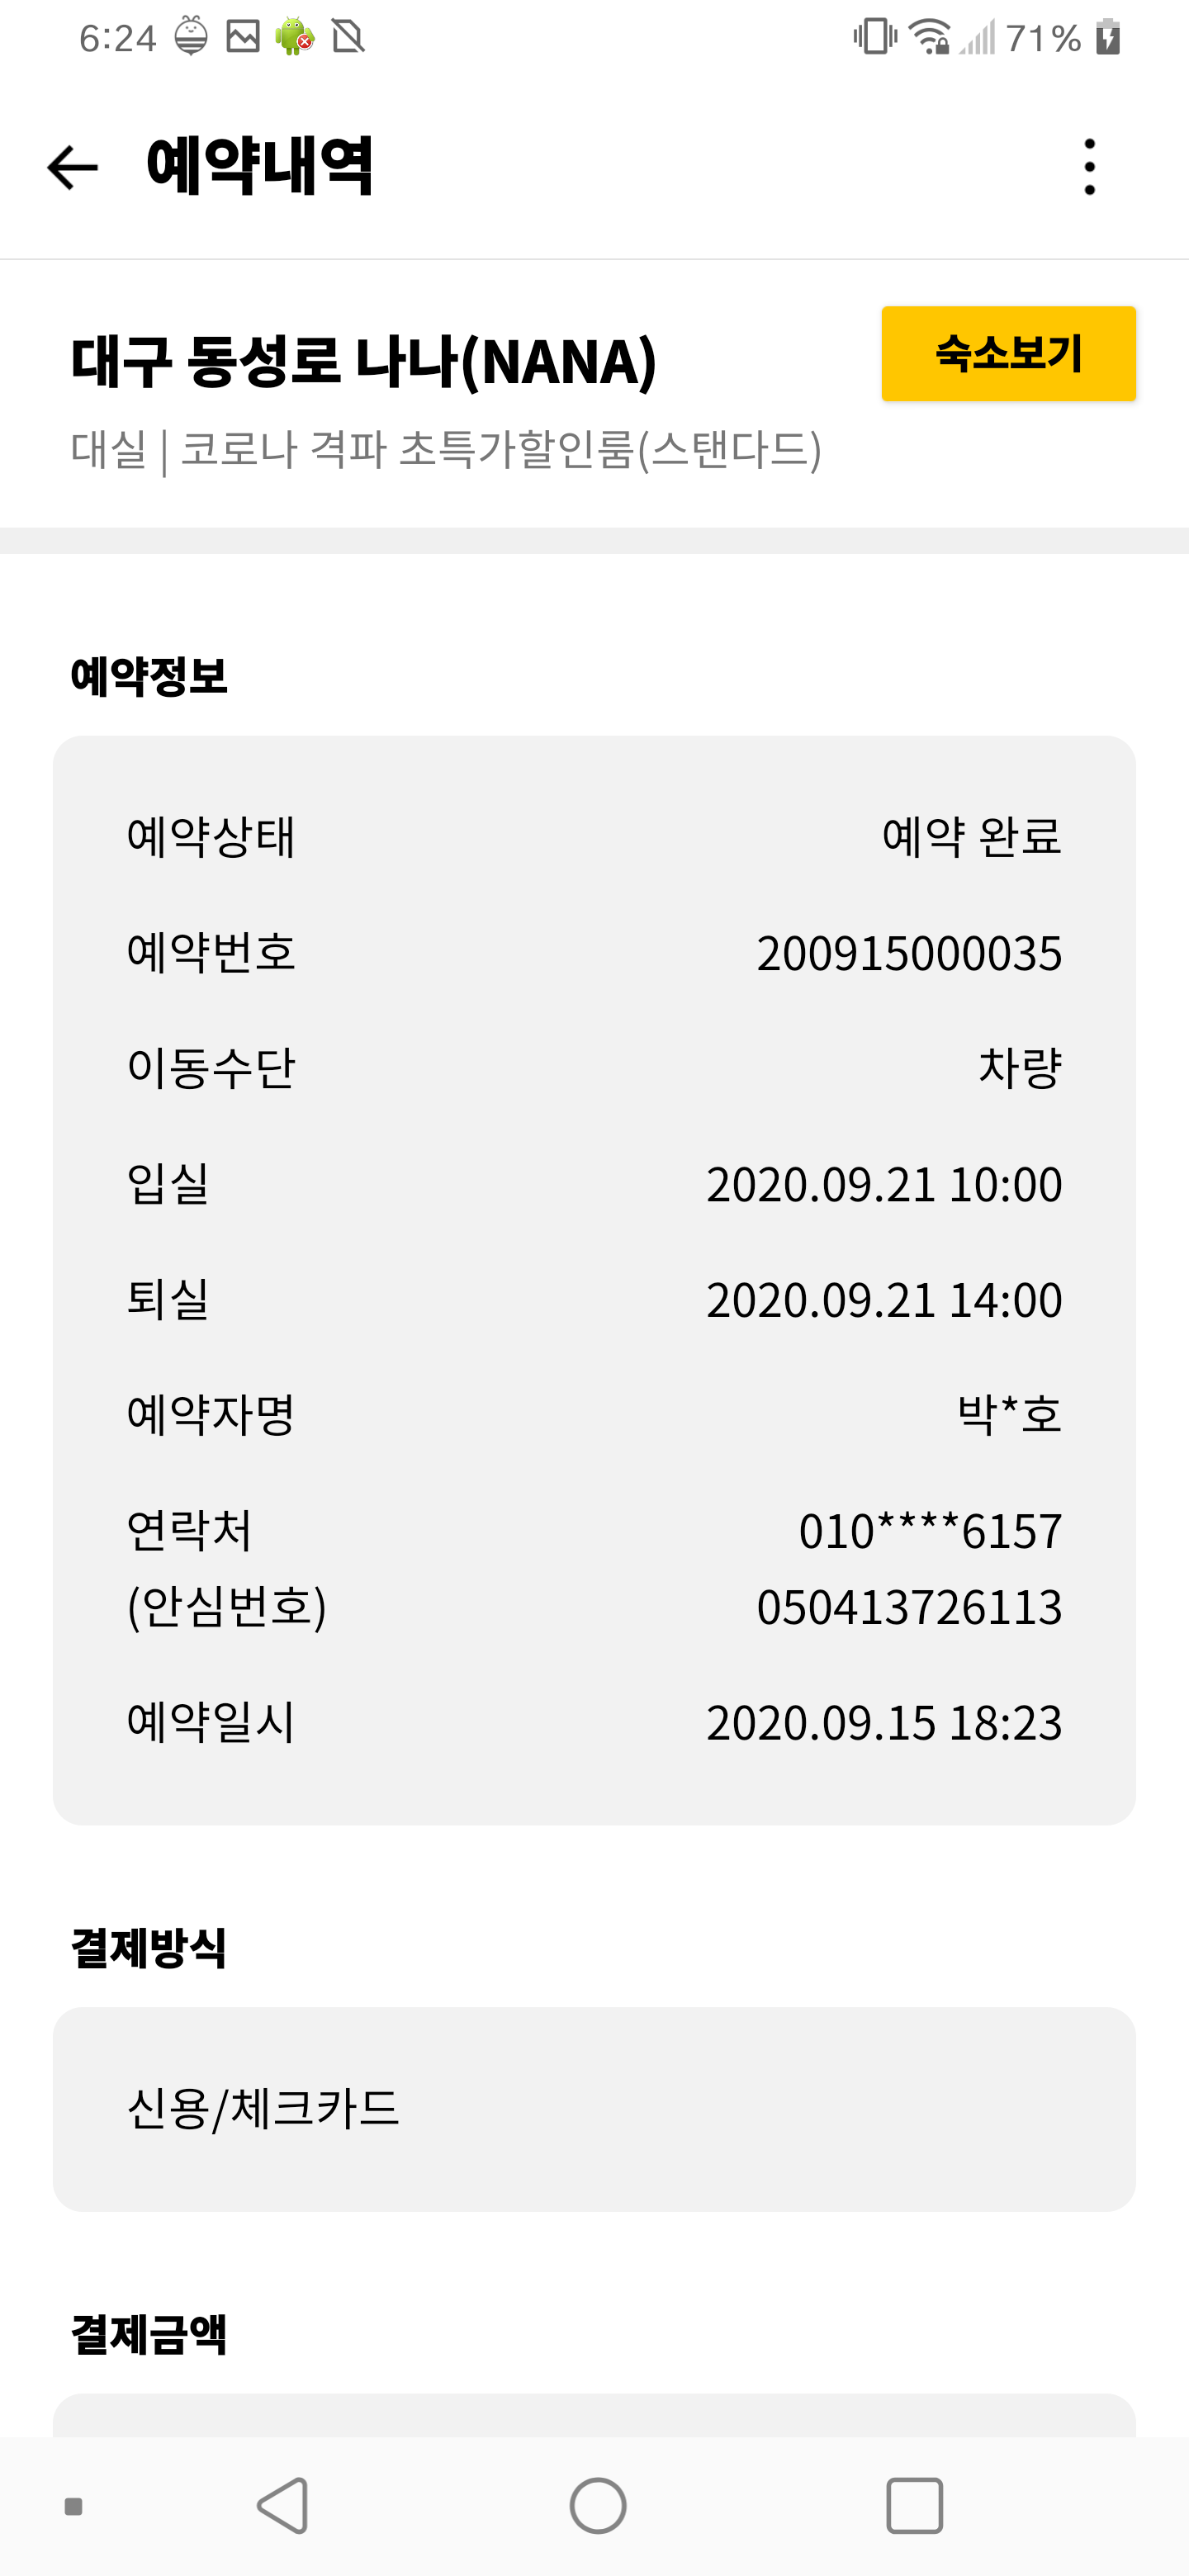 6:24 71%
예약내역
대구 동성로 나나(NANA) 숙소보기
대실 | 코로나 격파 초특가할인룸(스탠다드)
예약정보
예약상태 예약 완료
예약번호 200915000035
이동수단 차량
입실 2020.09.21 10:00
퇴실 2020.09.21 14:00
예약자명 박*호
연락처 010****6157
(안심번호) 050413726113
예약일시 2020.09.15 18:23
결제방식
신용/체크카드
결제금액